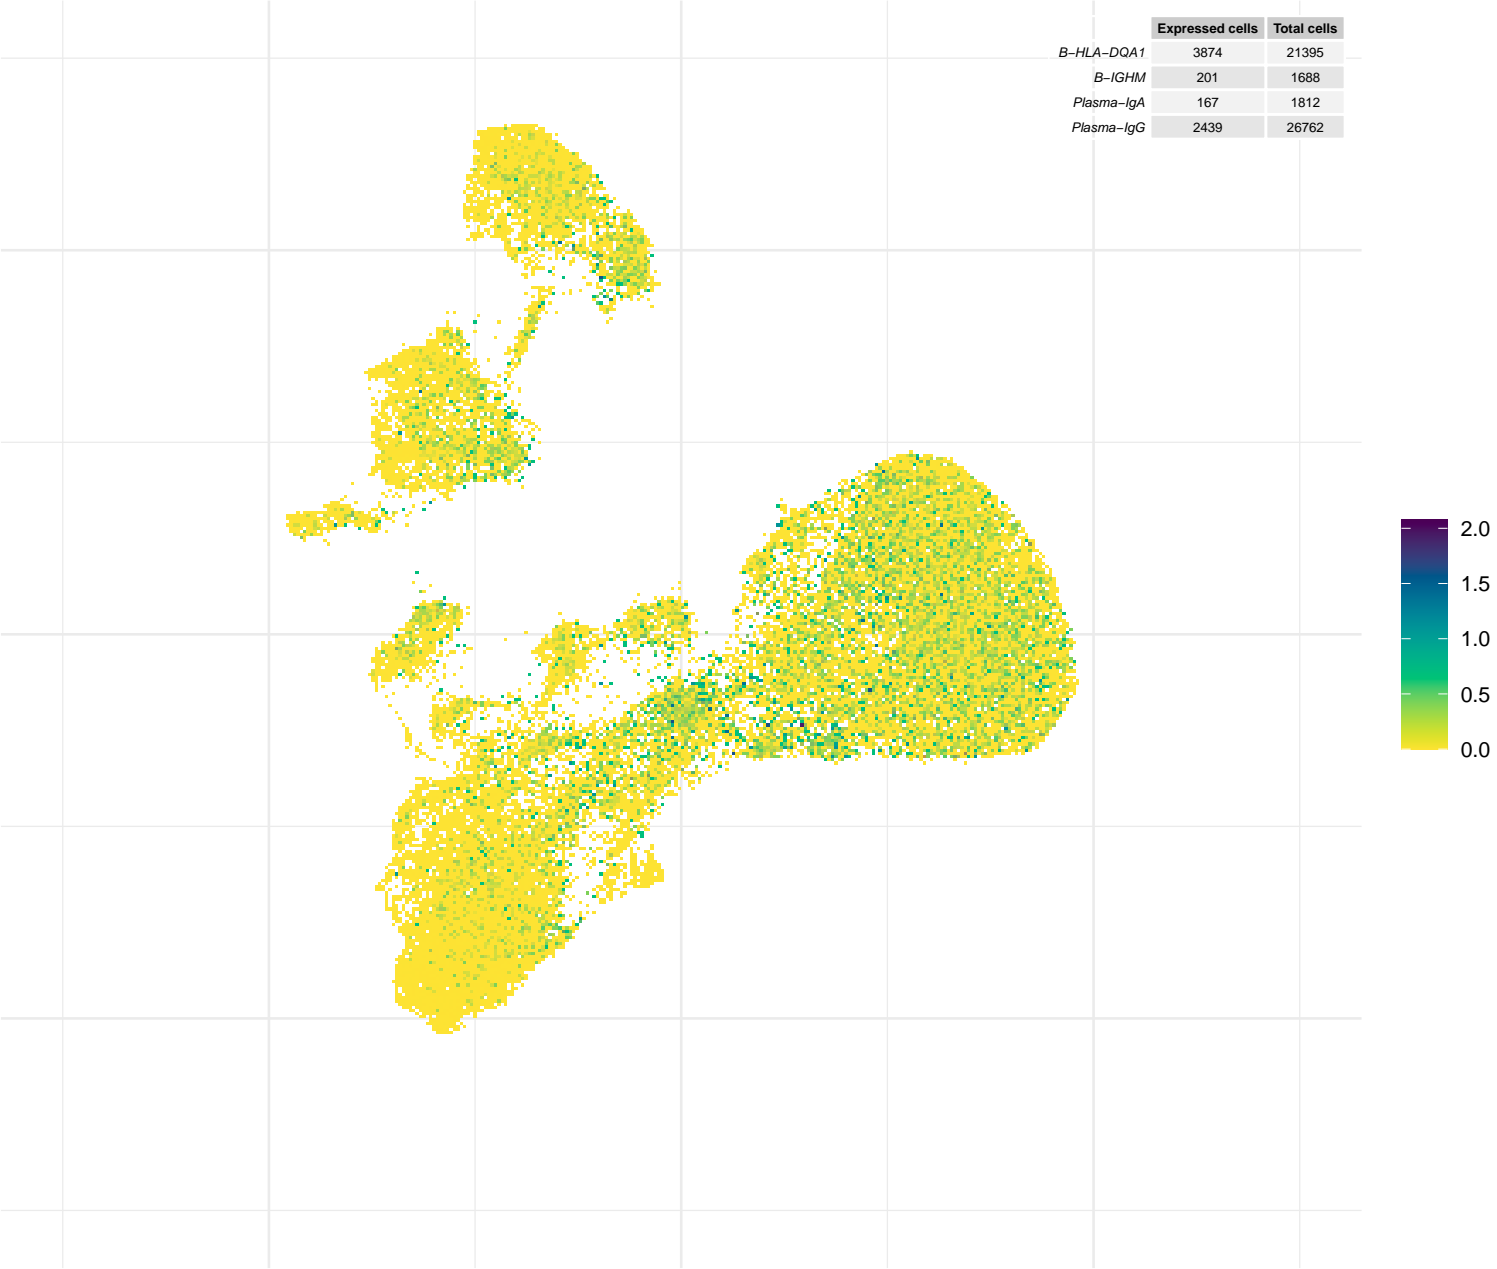 Expressed cells Total cells
B−HLA−DQA1 3874 21395
B−IGHM 201 1688
Plasma−IgA 167 1812
Plasma−IgG 2439 26762
2.0
1.5
1.0
0.5
0.0